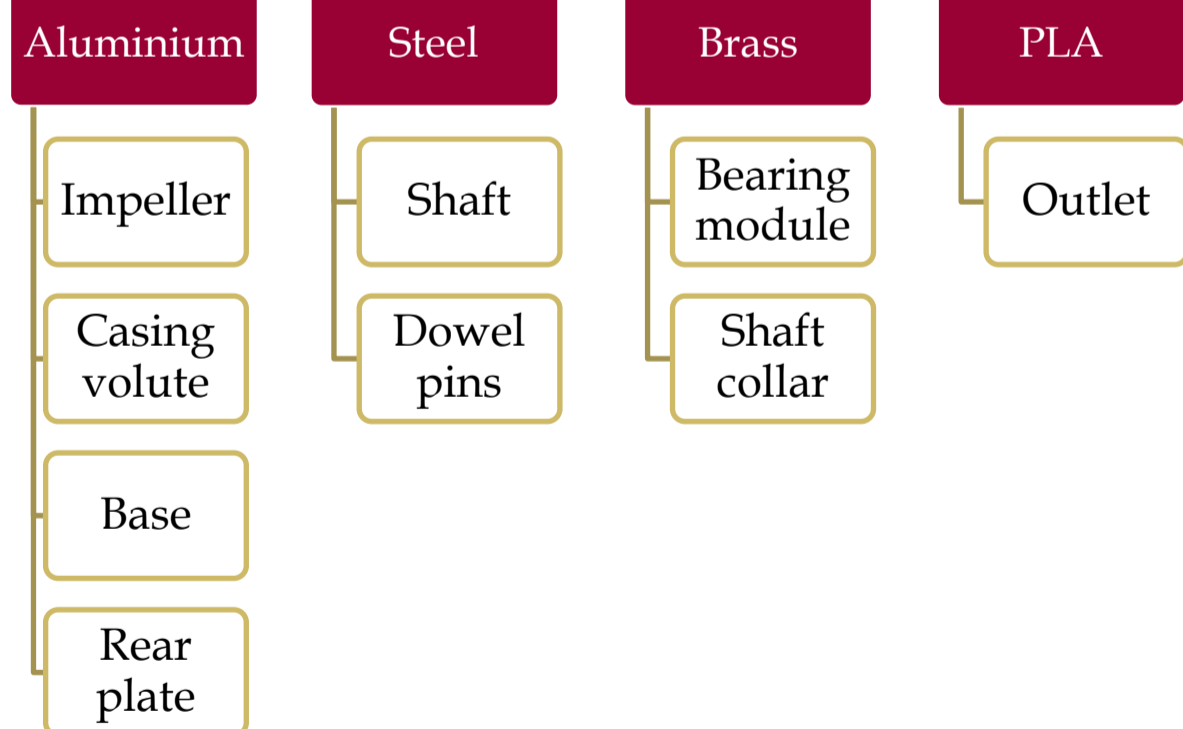 Aluminium
Impeller
Casing
volute
Base
Rear
plate
Steel
Shaft
Dowel
pins
Brass
Bearing
module
Shaft
collar
PLA
Outlet